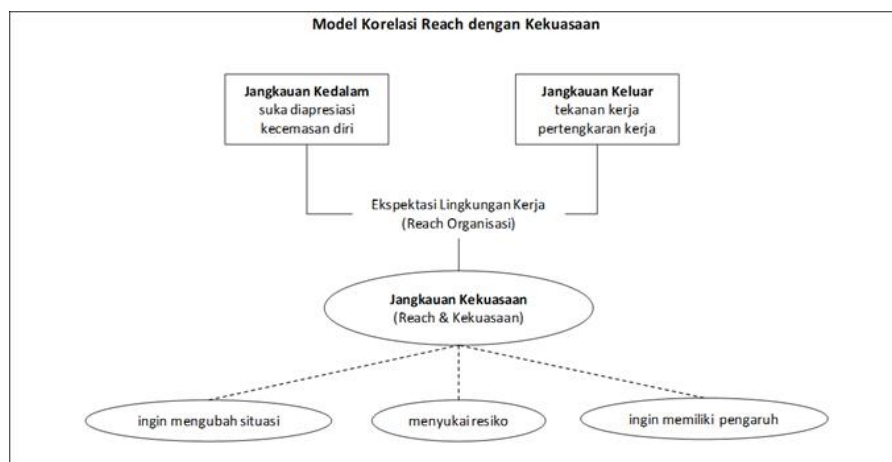 Model Korelasi Reach dengan Kekuasaan
Jangkauan Kedalam
suka diapresiasi
kecemasan diri
Jangkauan Keluar
tekanan kerja
pertengkaran kerja
Ekspektasi Lingkungan Kerja
(Reach Organisasi)
Jangkauan Kekuasaan
(Reach & Kekuasaan)
ingin mengubah situasi
menyukai resiko
ingin memiliki pengaruh